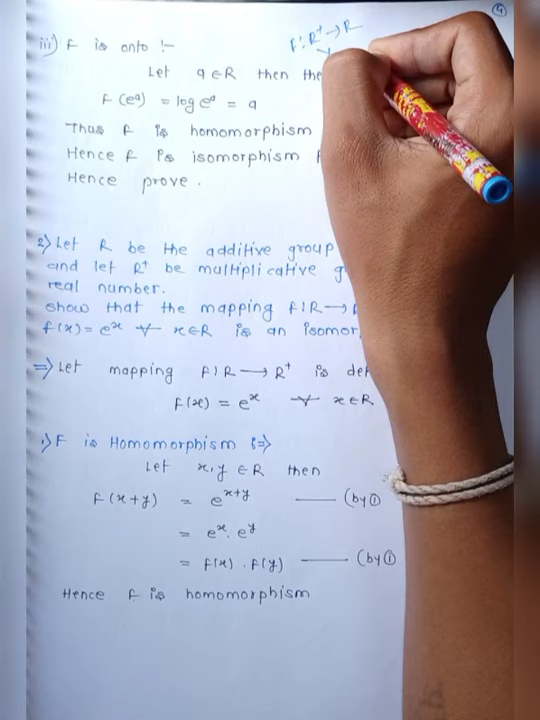 4
F : R⁺ → R
iii) F is onto :-
Let a ∈ R then the
F (eᵃ) = log eᵃ = a
Thus F is homomorphism
Hence F is isomorphism
Hence prove.
2) Let R be the additive group
and let R⁺ be multiplicative g
real number.
show that the mapping F : R →
f(x) = eˣ ∀ x ∈ R is an isomor
⇒ Let mapping F : R → R⁺ is def
F(x) = eˣ ∀ x ∈ R
1) F is Homomorphism :⇒
Let x, y ∈ R then
F(x+y) = eˣ⁺ʸ —— (by ①
= eˣ . eʸ
= F(x) . F(y) —— (by ①
Hence F is homomorphism